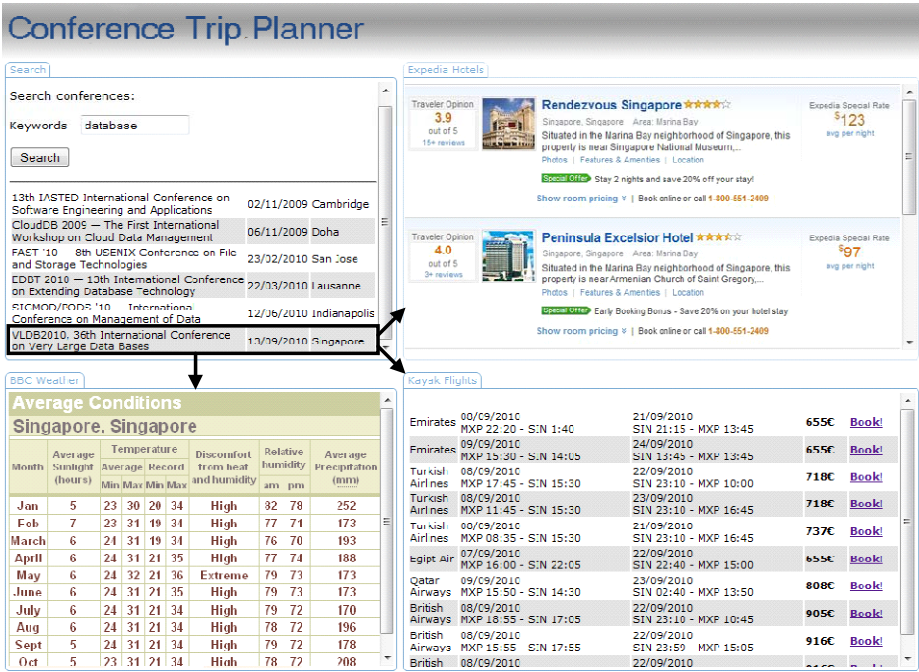 Conference Trip Planner
Search
Search conferences:
Keywords database
Search
13th IASTED International Conference on
Software Engineering and Applications
02/11/2009 Cambridge
CloudDB 2009 — The First International
Workshop on Cloud Data Management
06/11/2009 Doha
FAST '10 8th USENIX Conference on File
and Storage Technologies
23/02/2010 San Jose
EDBT 2010 — 13th International Conference
on Extending Database Technology
22/03/2010 Lausanne
SIGMOD/PODS '10 International
Conference on Management of Data
12/06/2010 Indianapolis
VLDB2010, 36th International Conference
on Very Large Data Bases
13/09/2010 Singapore
Expedia Hotels
Traveler Opinion
3.9
out of 5
15+ reviews
Rendezvous Singapore
Singapore, Singapore Area: Marina Bay
Situated in the Marina Bay neighborhood of Singapore, this
property is near Singapore National Museum,...
Photos | Features & Amenities | Location
Special Offer Stay 2 nights and save 20% off your stay!
Show room pricing | Book online or call 1-800-551-2409
Expedia Special Rate
$123
avg per night
Traveler Opinion
4.0
out of 5
3+ reviews
Peninsula Excelsior Hotel
Singapore, Singapore Area: Marina Bay
Situated in the Marina Bay neighborhood of Singapore, this
property is near Armenian Church of Saint Gregory,...
Photos | Features & Amenities | Location
Special Offer Early Booking Bonus - Save 20% on your hotel stay
Show room pricing | Book online or call 1-800-551-2409
Expedia Special Rate
$97
avg per night
BBC Weather
Average Conditions
Singapore, Singapore
Month Average Sunlight (hours) Temperature Average Record Min Max Min Max Discomfort from heat and humidity Relative humidity am pm Average Precipitation (mm)
Jan 5 23 30 20 34 High 82 78 252
Feb 7 23 31 19 34 High 77 71 173
March 6 24 31 19 34 High 76 70 193
April 6 24 31 21 35 High 77 74 188
May 6 24 32 21 36 Extreme 79 73 173
June 6 24 31 21 35 High 79 73 173
July 6 24 31 21 34 High 79 72 170
Aug 6 24 31 21 34 High 78 72 196
Sept 5 24 31 21 34 High 79 72 178
Oct 5 23 31 21 34 High 78 72 208
Kayak Flights
Emirates 08/09/2010 21/09/2010
MXP 22:20 - SIN 1:40 SIN 21:15 - MXP 13:45 655€ Book!
Emirates 09/09/2010 24/09/2010
MXP 15:30 - SIN 14:05 SIN 13:45 - MXP 13:45 655€ Book!
Turkish Airlines 08/09/2010 22/09/2010
MXP 17:45 - SIN 15:30 SIN 23:10 - MXP 10:00 718€ Book!
Turkish Airlines 08/09/2010 23/09/2010
MXP 11:45 - SIN 15:30 SIN 23:10 - MXP 16:45 718€ Book!
Turkish Airlines 08/09/2010 21/09/2010
MXP 08:35 - SIN 15:30 SIN 23:10 - MXP 16:45 737€ Book!
Egipt Air 07/09/2010 22/09/2010
MXP 16:00 - SIN 22:05 SIN 22:40 - MXP 15:00 655€ Book!
Qatar Airways 09/09/2010 23/09/2010
MXP 15:50 - SIN 14:30 SIN 02:40 - MXP 13:50 808€ Book!
British Airways 08/09/2010 22/09/2010
MXP 18:55 - SIN 17:05 SIN 23:10 - MXP 10:45 905€ Book!
British Airways 08/09/2010 22/09/2010
MXP 15:55 - SIN 17:55 SIN 23:59 - MXP 15:05 916€ Book!
British 08/09/2010 22/09/2010